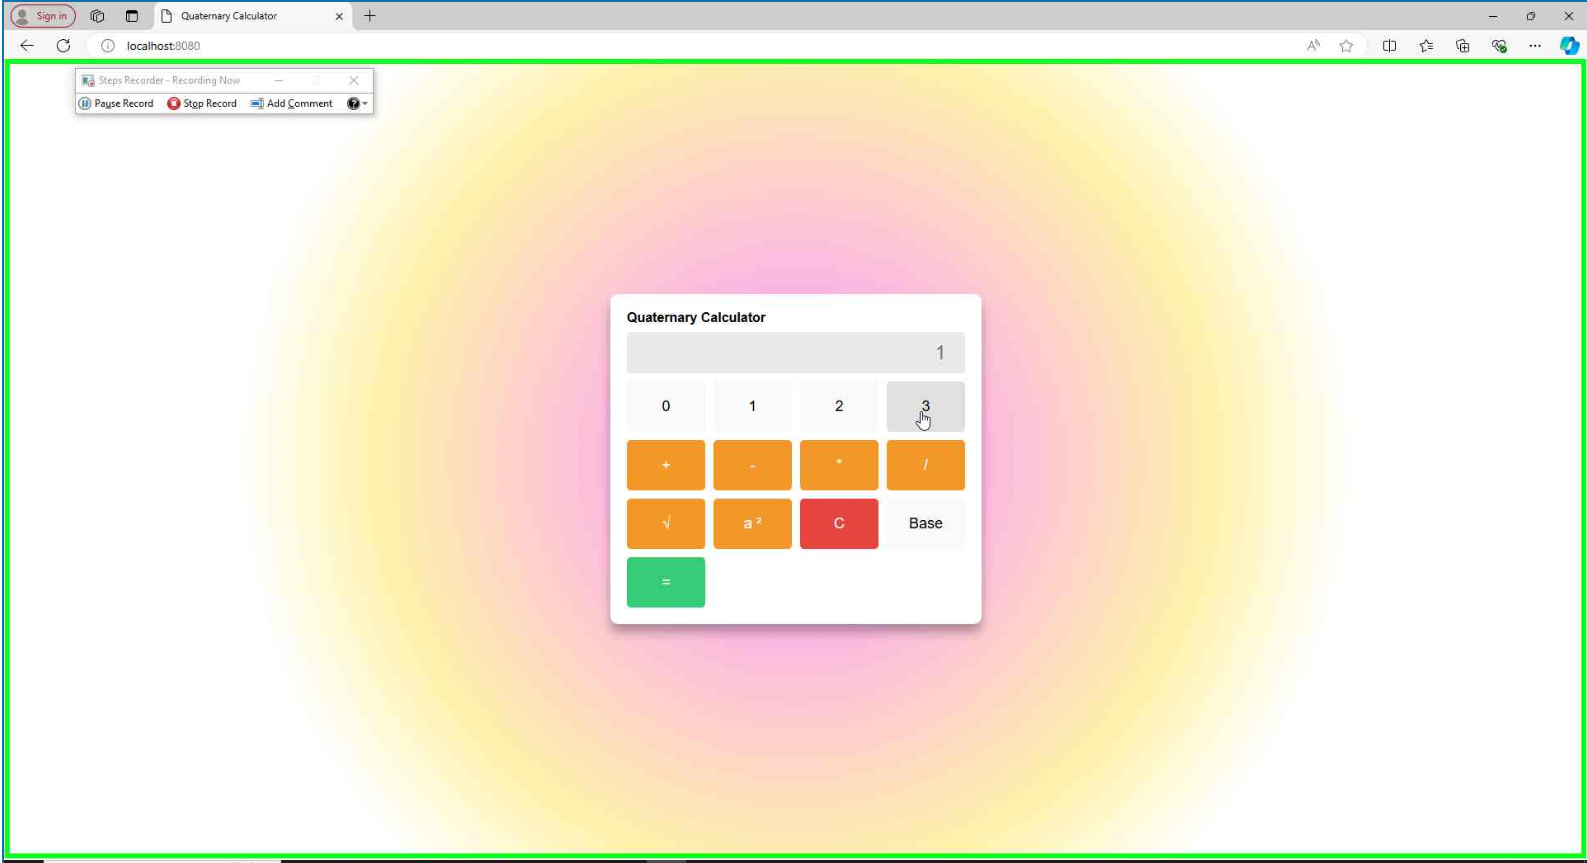 Sign in
Quaternary Calculator
localhost:8080
Steps Recorder - Recording Now
Pause Record Stop Record Add Comment
Quaternary Calculator
1
0 1 2 3
+ - * /
√ a ² C Base
=